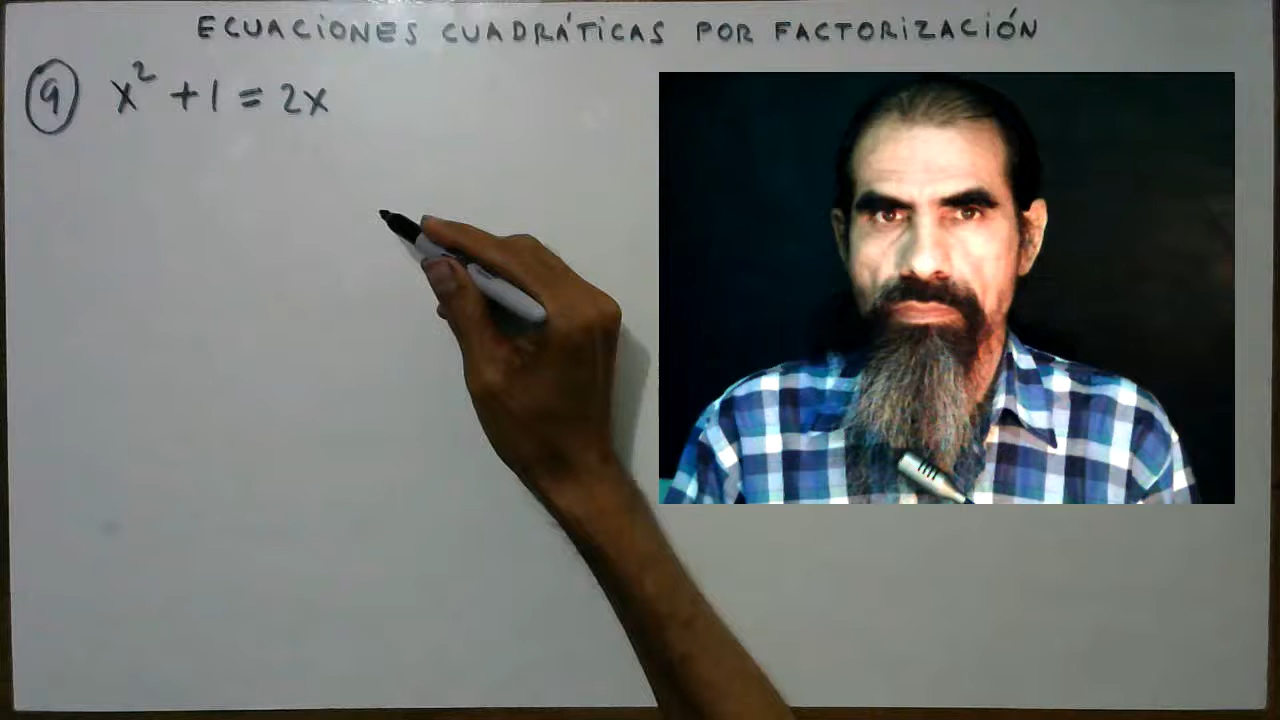 ECUACIONES CUADRÁTICAS POR FACTORIZACIÓN
9 x² + 1 = 2x